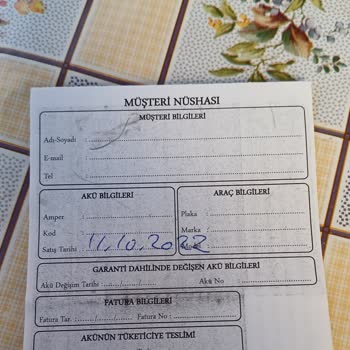 MÜŞTERİ NÜSHASI
MÜŞTERİ BİLGİLERİ
Adı-Soyadı :
E-mail :
Tel :
AKÜ BİLGİLERİ
Amper :
Kod :
Satış Tarihi : 11.10.2022
ARAÇ BİLGİLERİ
Plaka :
Marka :
Model :
GARANTİ DAHİLİNDE DEĞİŞEN AKÜ BİLGİLERİ
Akü Değişim Tarihi : ....../....../...... Akü No :
FATURA BİLGİLERİ
Fatura Tar. : ....../....../...... Fatura No :
AKÜNÜN TÜKETİCİYE TESLİMİ